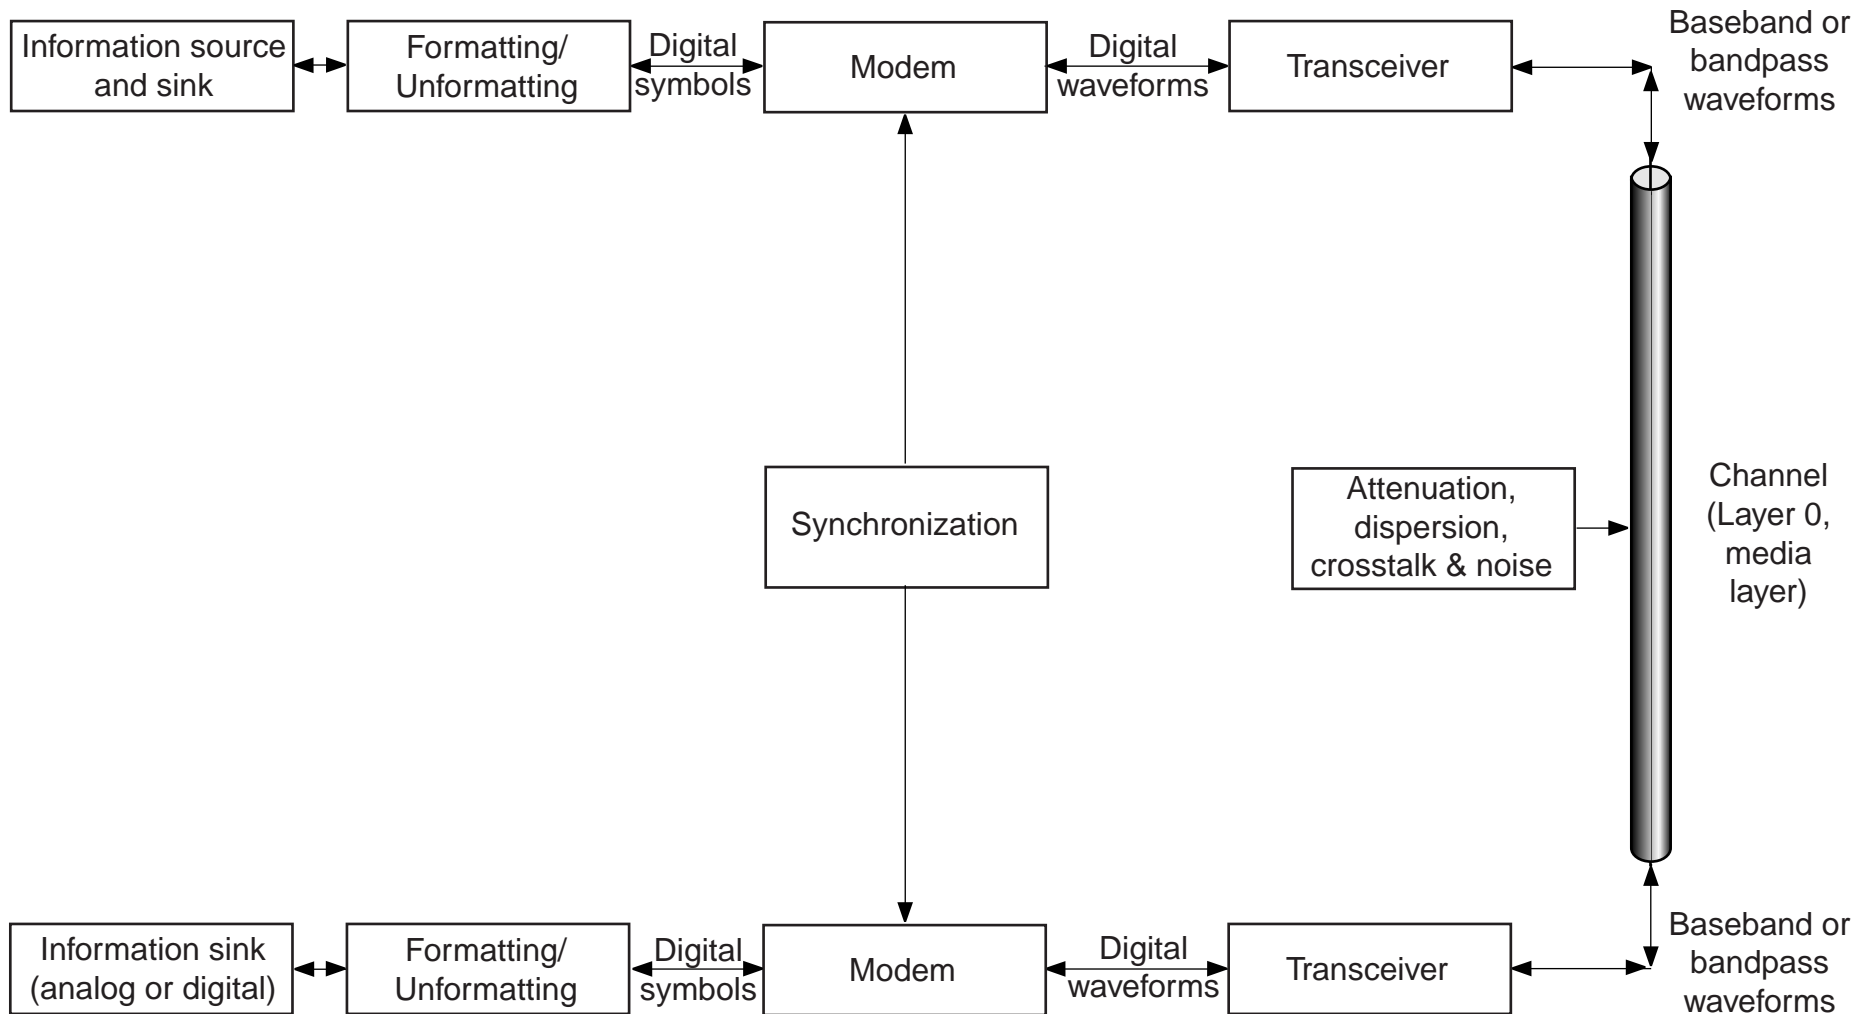 Information source
and sink
Formatting/
Unformatting
Digital
symbols
Modem
Digital
waveforms
Transceiver
Baseband or
bandpass
waveforms
Synchronization
Attenuation,
dispersion,
crosstalk & noise
Channel
(Layer 0,
media
layer)
Information sink
(analog or digital)
Formatting/
Unformatting
Digital
symbols
Modem
Digital
waveforms
Transceiver
Baseband or
bandpass
waveforms